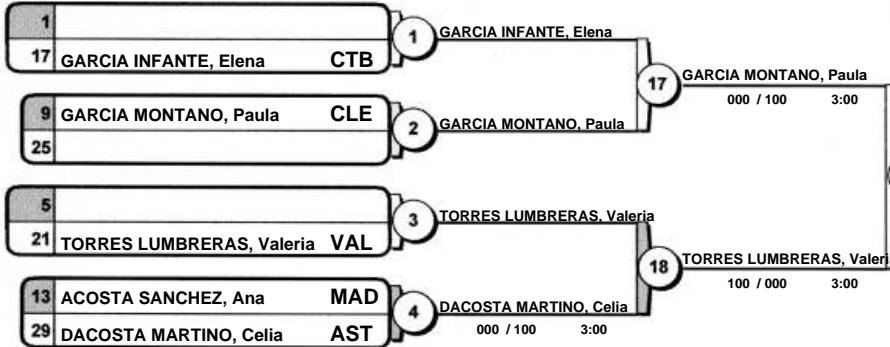 1
17 GARCIA INFANTE, Elena CTB
1
GARCIA INFANTE, Elena
17
GARCIA MONTANO, Paula
000 / 100 3:00
9 GARCIA MONTANO, Paula CLE
25
2
GARCIA MONTANO, Paula
5
21 TORRES LUMBRERAS, Valeria VAL
3
TORRES LUMBRERAS, Valeria
18
TORRES LUMBRERAS, Valeri
100 / 000 3:00
13 ACOSTA SANCHEZ, Ana MAD
29 DACOSTA MARTINO, Celia AST
4
DACOSTA MARTINO, Celia
000 / 100 3:00